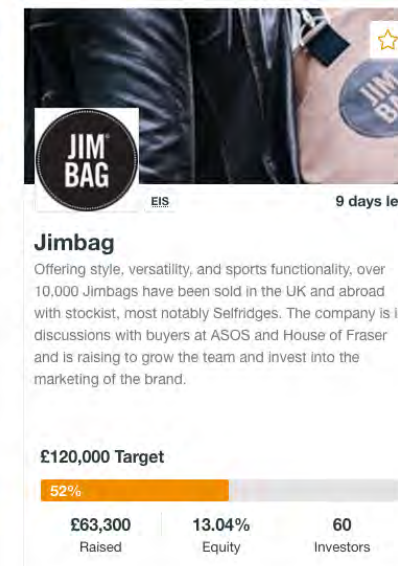 JIM
BAG
JIM
BAG
EIS
9 days le
Jimbag
Offering style, versatility, and sports functionality, over
10,000 Jimbags have been sold in the UK and abroad
with stockist, most notably Selfridges. The company is i
discussions with buyers at ASOS and House of Fraser
and is raising to grow the team and invest into the
marketing of the brand.
£120,000 Target
52%
£63,300 13.04% 60
Raised Equity Investors